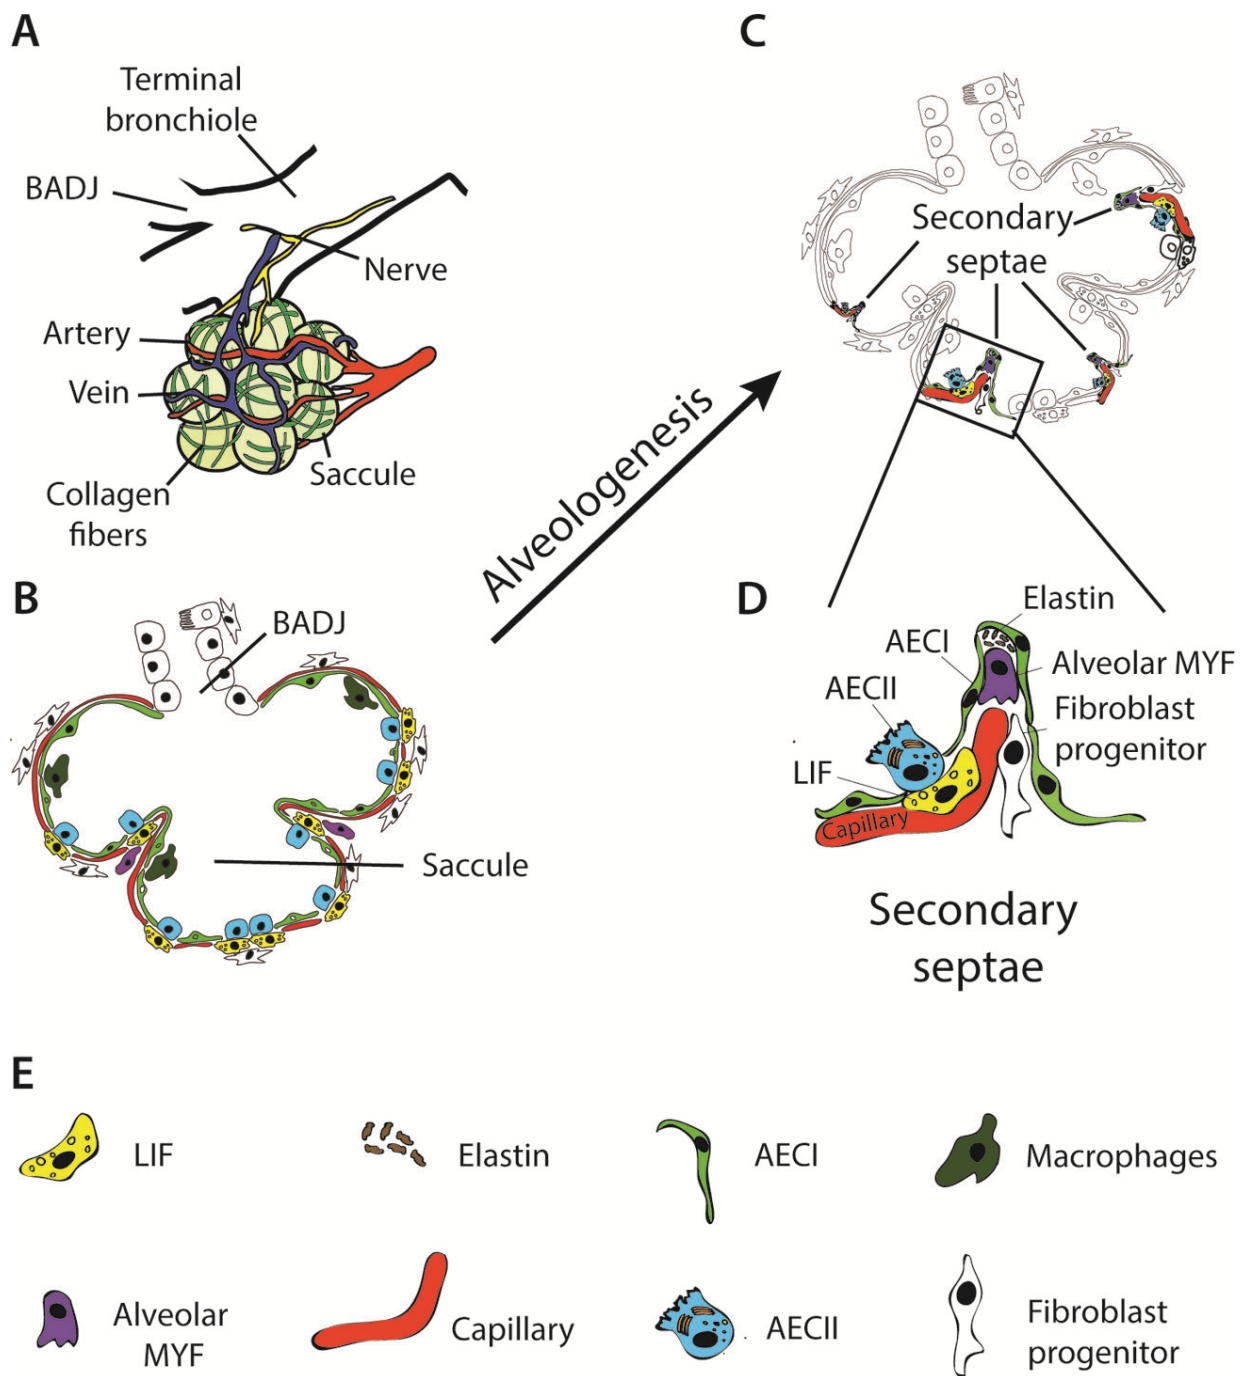 A
Terminal
bronchiole
BADJ
Nerve
Artery
Vein
Saccule
Collagen
fibers
B
BADJ
Saccule
Alveologenesis
C
Secondary
septae
D
Elastin
AECI
Alveolar MYF
AECII
Fibroblast
progenitor
LIF
Capillary
Secondary
septae
E
LIF
Elastin
AECI
Macrophages
Alveolar
MYF
Capillary
AECII
Fibroblast
progenitor